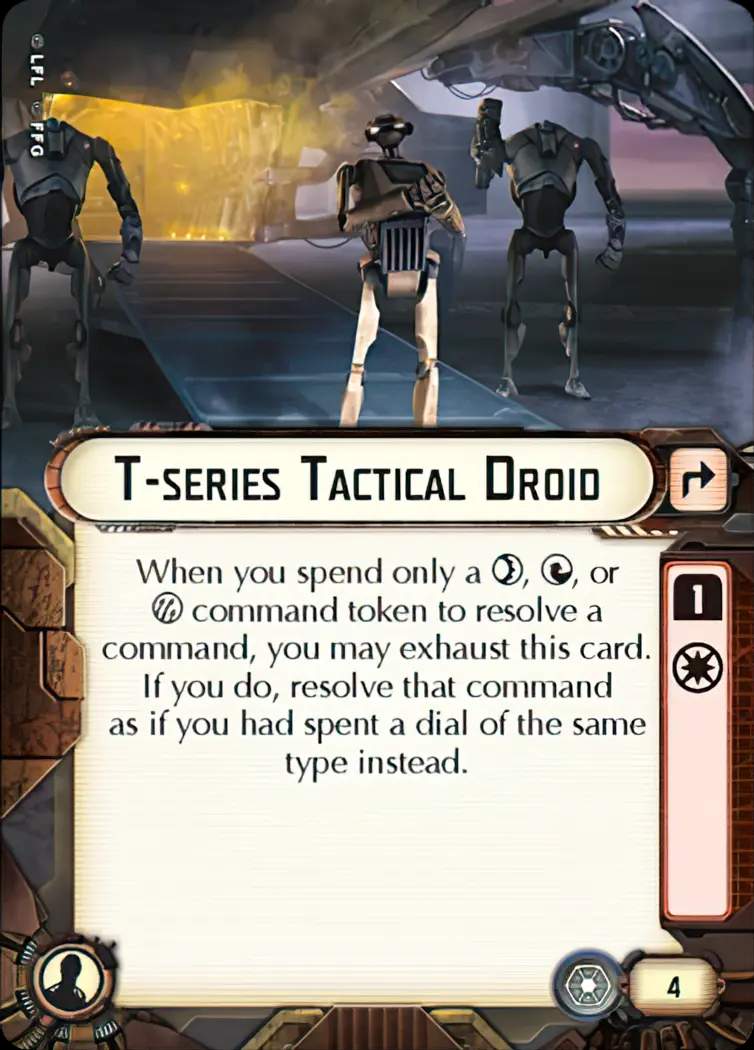 © LFL © FFG
T-SERIES TACTICAL DROID
When you spend only a , , or
command token to resolve a
command, you may exhaust this card.
If you do, resolve that command
as if you had spent a dial of the same
type instead.
1
4